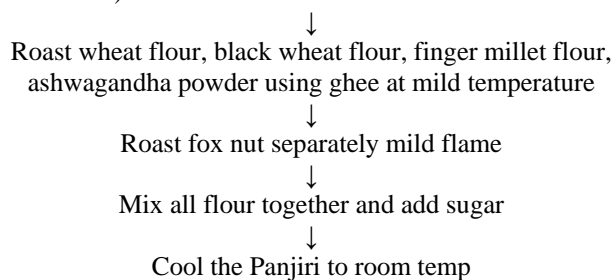 ↓
Roast wheat flour, black wheat flour, finger millet flour,
ashwagandha powder using ghee at mild temperature
↓
Roast fox nut separately mild flame
↓
Mix all flour together and add sugar
↓
Cool the Panjiri to room temp